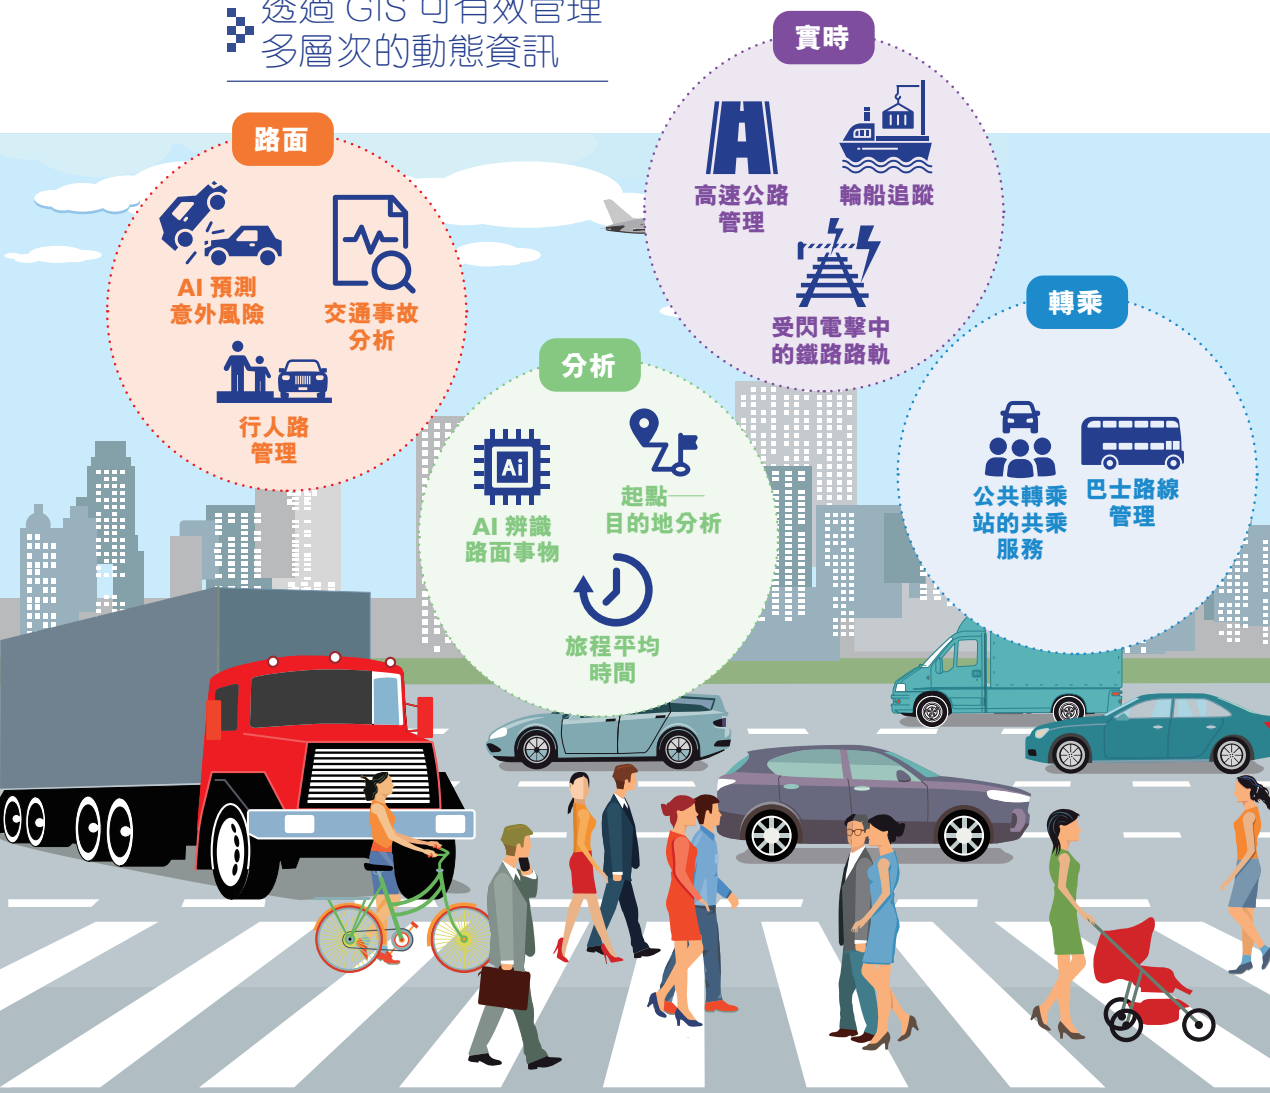 透過 GIS 可有效管理
多層次的動態資訊
實時
高速公路
管理
輪船追蹤
受閃電擊中
的鐵路路軌
路面
AI 預測
意外風險
交通事故
分析
行人路
管理
轉乘
公共轉乘
站的共乘
服務
巴士路線
管理
分析
Ai
AI 辨識
路面事物
起點──
目的地分析
旅程平均
時間